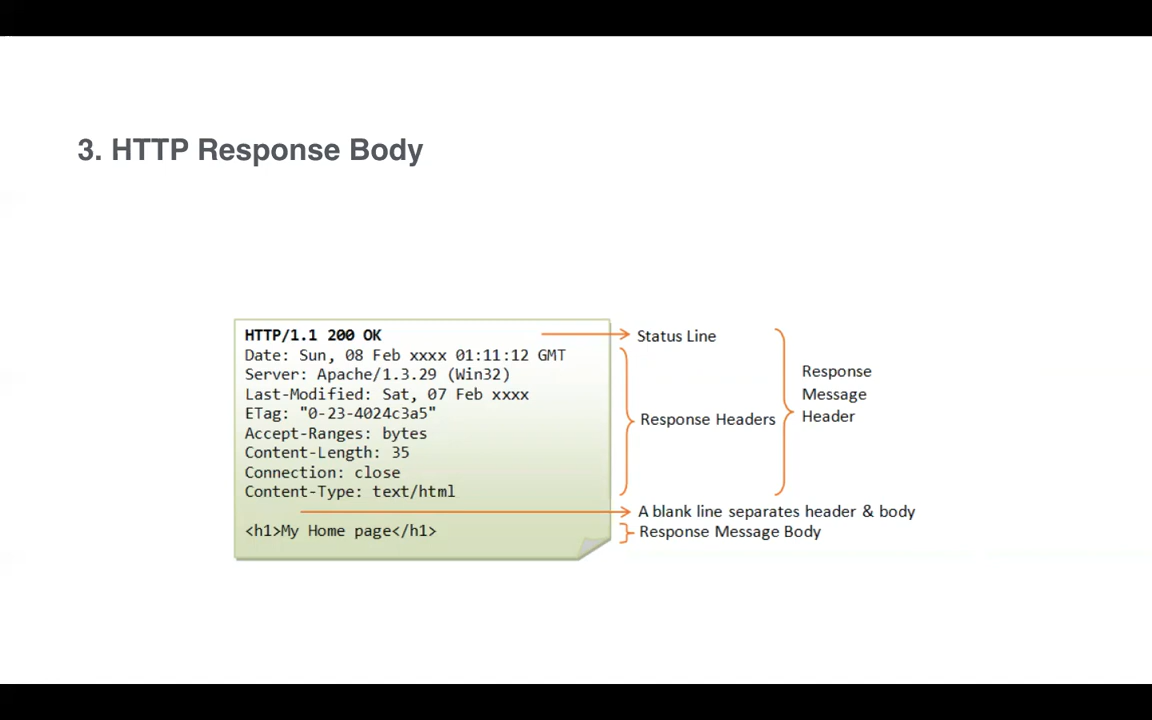 3. HTTP Response Body
HTTP/1.1 200 OK
Date: Sun, 08 Feb xxxx 01:11:12 GMT
Server: Apache/1.3.29 (Win32)
Last-Modified: Sat, 07 Feb xxxx
ETag: "0-23-4024c3a5"
Accept-Ranges: bytes
Content-Length: 35
Connection: close
Content-Type: text/html
<h1>My Home page</h1>
Status Line
Response Headers
Response
Message
Header
A blank line separates header & body
Response Message Body